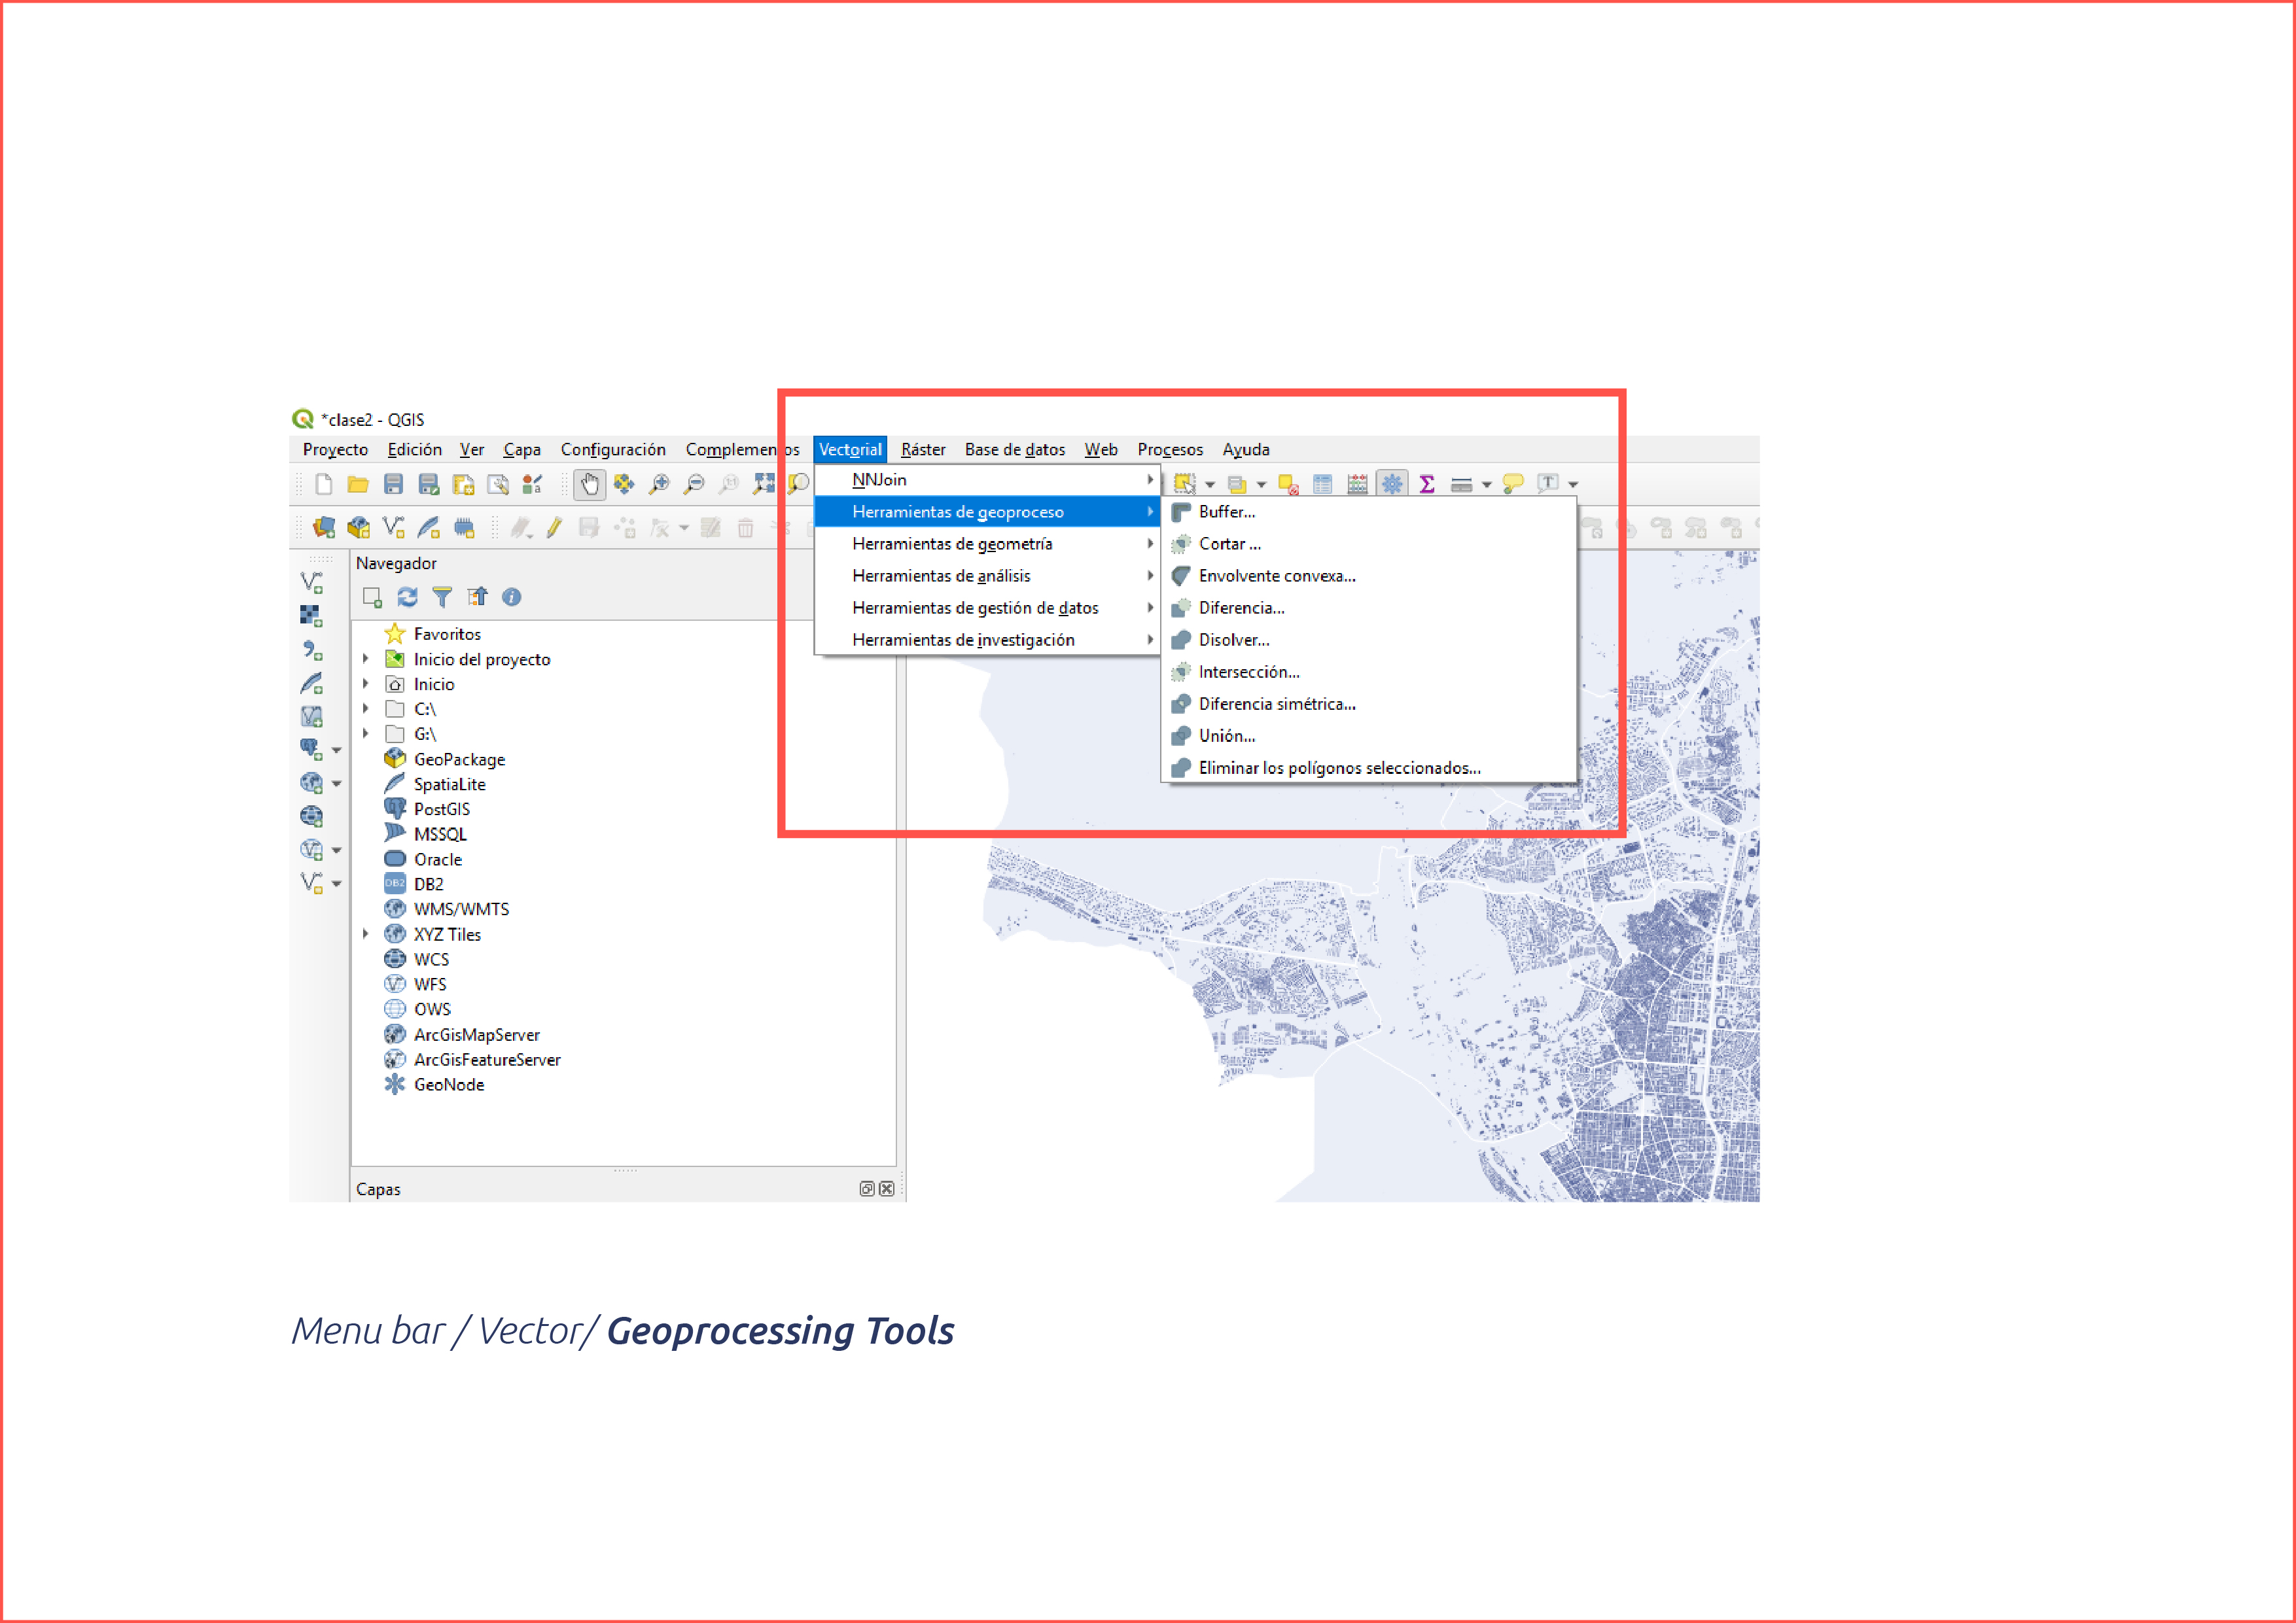 *clase2 - QGIS
Proyecto Edición Ver Capa Configuración Complementos Vectorial Ráster Base de datos Web Procesos Ayuda
NNJoin
Herramientas de geoproceso
Herramientas de geometría
Herramientas de análisis
Herramientas de gestión de datos
Herramientas de investigación
Buffer...
Cortar ...
Envolvente convexa...
Diferencia...
Disolver...
Intersección...
Diferencia simétrica...
Unión...
Eliminar los polígonos seleccionados...
Navegador
Favoritos
Inicio del proyecto
Inicio
C:\
G:\
GeoPackage
SpatiaLite
PostGIS
MSSQL
Oracle
DB2 DB2
WMS/WMTS
XYZ Tiles
WCS
WFS
OWS
ArcGisMapServer
ArcGisFeatureServer
GeoNode
Capas
Menu bar / Vector/ Geoprocessing Tools